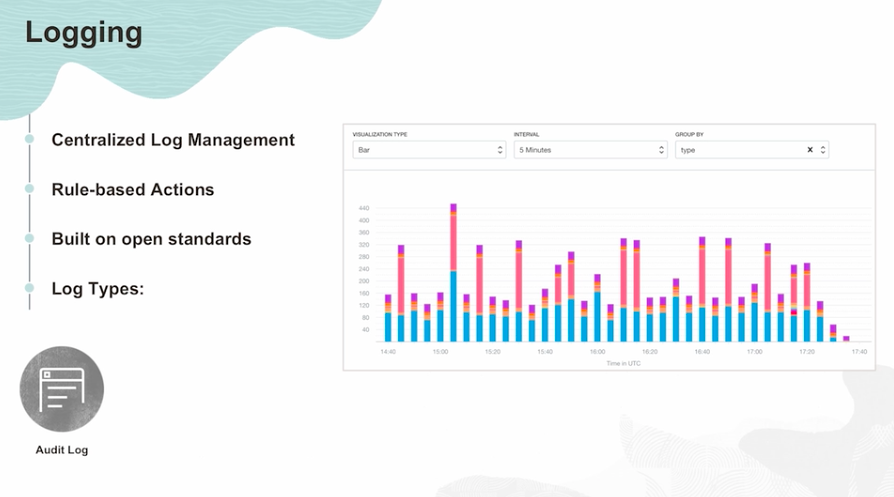 Logging
Centralized Log Management
Rule-based Actions
Built on open standards
Log Types:
Audit Log
VISUALIZATION TYPE
Bar
INTERVAL
5 Minutes
GROUP BY
type x
440
400
360
320
280
240
200
160
120
80
40
14:40 15:00 15:20 15:40 16:00 16:20 16:40 17:00 17:20 17:40
Time in UTC